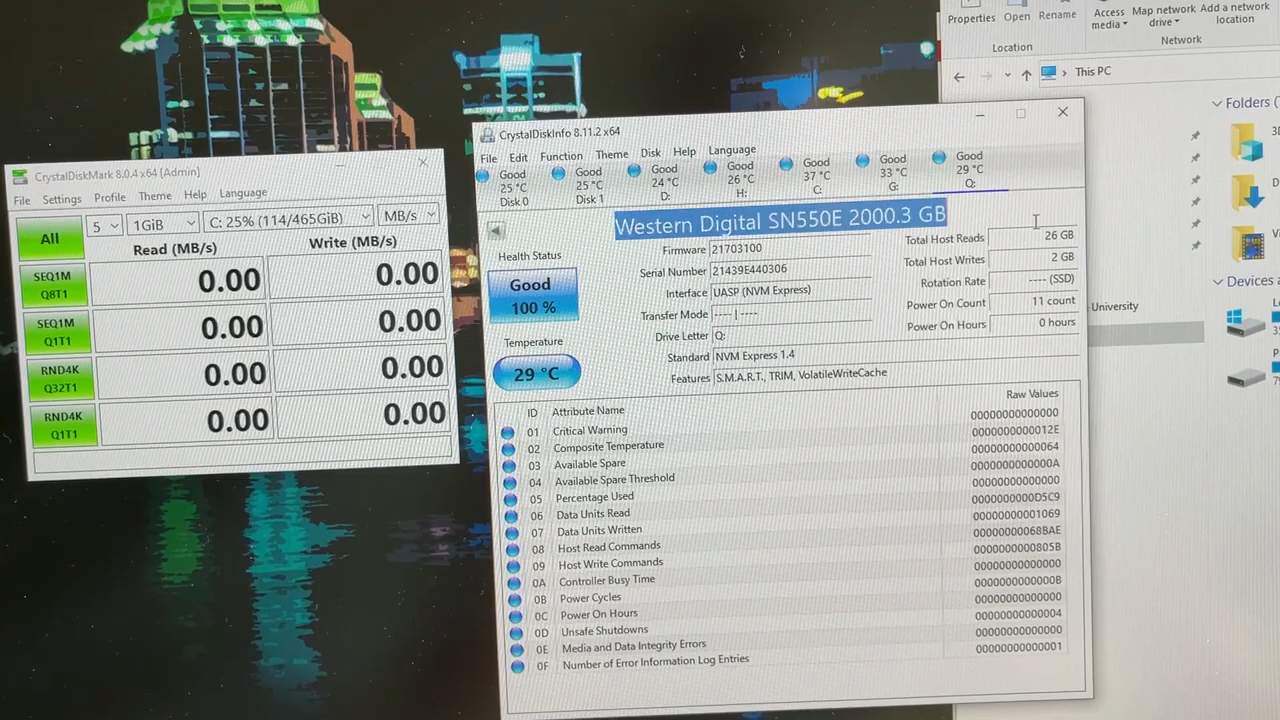 Properties
Open
Rename
Access media
Map network drive
Add a network location
Location
Network
This PC
Folders (
University
Devices a
CrystalDiskMark 8.0.4 x64 [Admin]
File Settings Profile Theme Help Language
All
5
1GiB
C: 25% (114/465GiB)
MB/s
Read (MB/s)
Write (MB/s)
SEQ1M Q8T1
0.00
0.00
SEQ1M Q1T1
0.00
0.00
RND4K Q32T1
0.00
0.00
RND4K Q1T1
0.00
0.00
CrystalDiskInfo 8.11.2 x64
File Edit Function Theme Disk Help Language
Good 25 °C Disk 0
Good 25 °C Disk 1
Good 24 °C D:
Good 26 °C H:
Good 37 °C C:
Good 33 °C G:
Good 29 °C Q:
Western Digital SN550E 2000.3 GB
Health Status
Good
100 %
Temperature
29 °C
Firmware 21703100
Serial Number 21439E440306
Interface UASP (NVM Express)
Transfer Mode ---- | ----
Drive Letter Q:
Standard NVM Express 1.4
Features S.M.A.R.T., TRIM, VolatileWriteCache
Total Host Reads 26 GB
Total Host Writes 2 GB
Rotation Rate ---- (SSD)
Power On Count 11 count
Power On Hours 0 hours
ID Attribute Name Raw Values
01 Critical Warning 00000000000000
02 Composite Temperature 0000000000012E
03 Available Spare 00000000000064
04 Available Spare Threshold 0000000000000A
05 Percentage Used 00000000000000
06 Data Units Read 0000000000D5C9
07 Data Units Written 00000000001069
08 Host Read Commands 00000000068BAE
09 Host Write Commands 0000000000805B
0A Controller Busy Time 00000000000000
0B Power Cycles 0000000000000B
0C Power On Hours 00000000000000
0D Unsafe Shutdowns 00000000000004
0E Media and Data Integrity Errors 00000000000000
0F Number of Error Information Log Entries 00000000000001